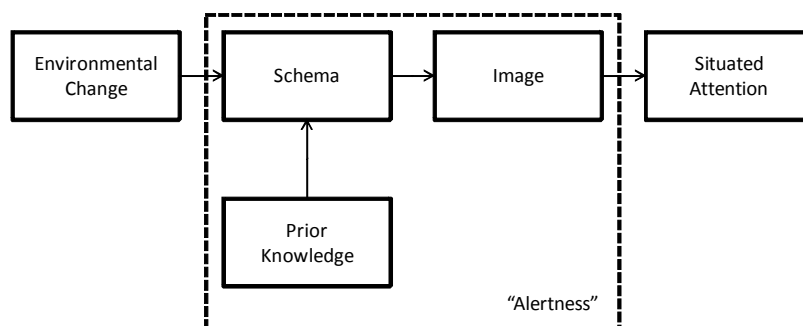 Environmental
Change
Schema
Image
Situated
Attention
Prior
Knowledge
“Alertness”